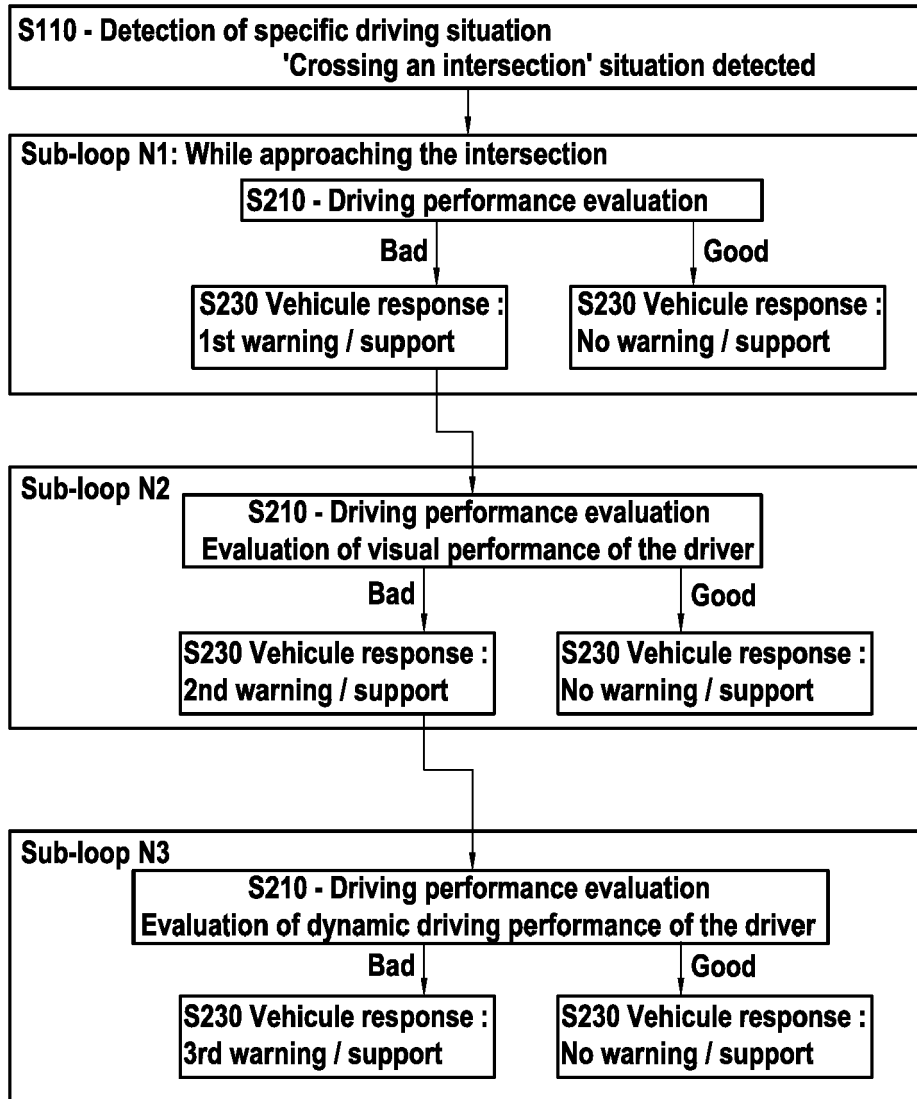 S110 - Detection of specific driving situation
'Crossing an intersection' situation detected
Sub-loop N1: While approaching the intersection
S210 - Driving performance evaluation
Bad
Good
S230 Vehicule response :
1st warning / support
S230 Vehicule response :
No warning / support
Sub-loop N2
S210 - Driving performance evaluation
Evaluation of visual performance of the driver
Bad
Good
S230 Vehicule response :
2nd warning / support
S230 Vehicule response :
No warning / support
Sub-loop N3
S210 - Driving performance evaluation
Evaluation of dynamic driving performance of the driver
Bad
Good
S230 Vehicule response :
3rd warning / support
S230 Vehicule response :
No warning / support